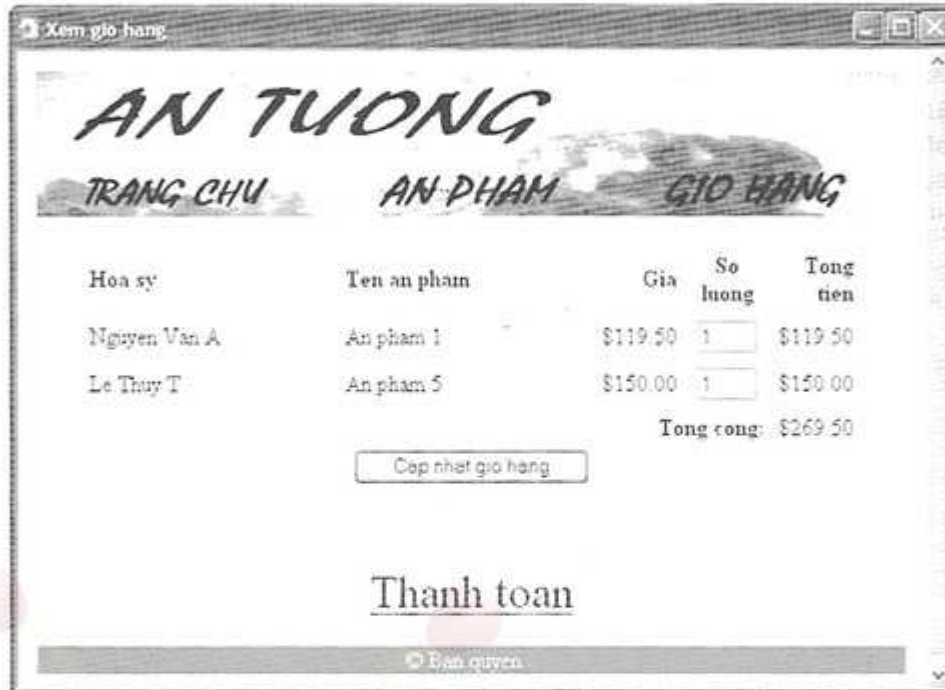 Xem gio hang
AN TUONG
TRANG CHU AN PHAM GIO HANG
Hoa sy Ten an pham Gia So luong Tong tien
Nguyen Van A An pham 1 $119.50 1 $119.50
Le Thuy T An pham 5 $150.00 1 $150.00
Tong cong: $269.50
Cap nhat gio hang
Thanh toan
© Ban quyen